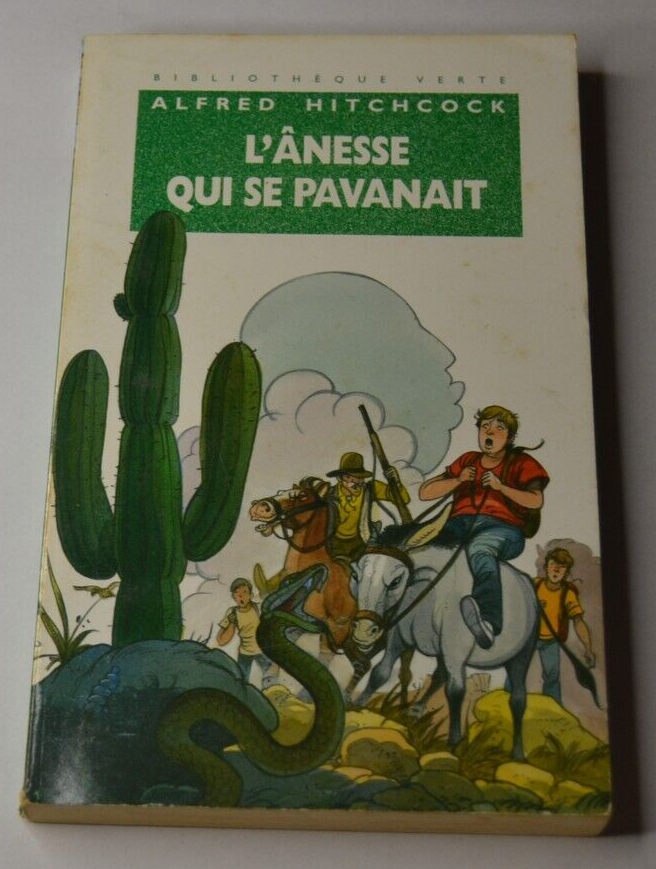 BIBLIOTHÈQUE VERTE
ALFRED HITCHCOCK
L'ÂNESSE
QUI SE PAVANAIT